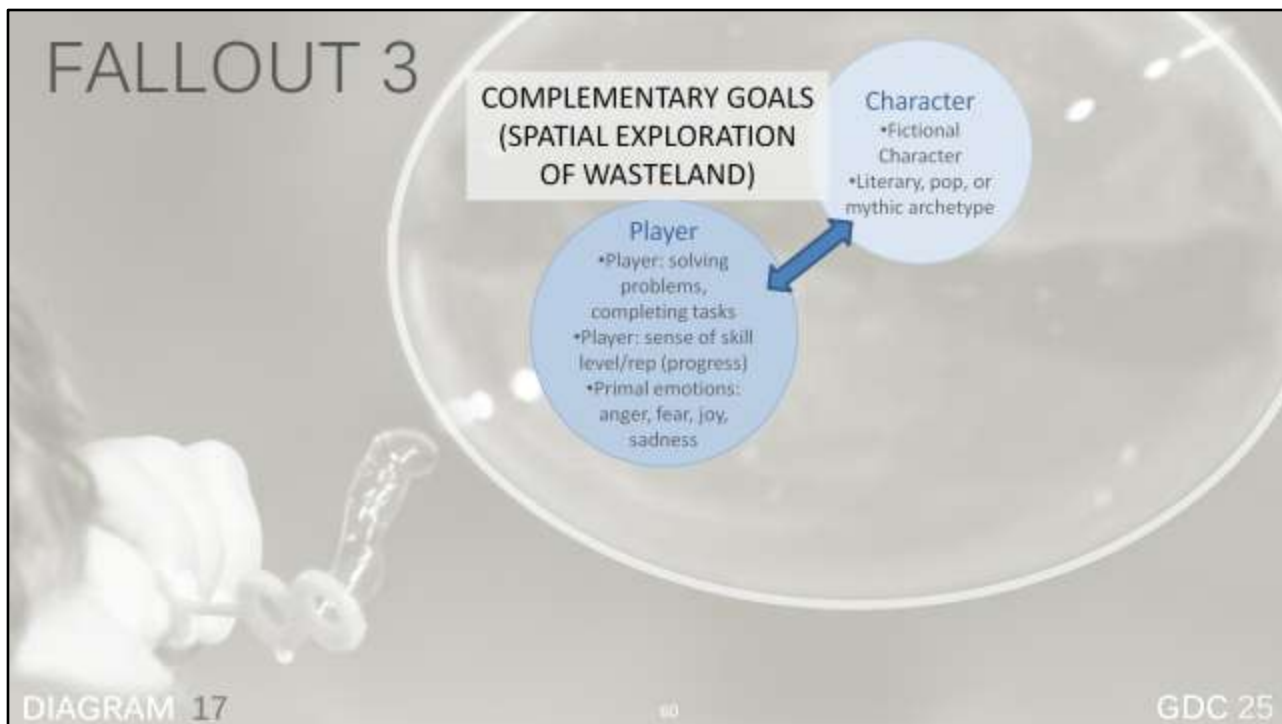 FALLOUT 3
COMPLEMENTARY GOALS
(SPATIAL EXPLORATION
OF WASTELAND)
Character
•Fictional
Character
•Literary, pop, or
mythic archetype
Player
•Player: solving
problems,
completing tasks
•Player: sense of skill
level/rep (progress)
•Primal emotions:
anger, fear, joy,
sadness
DIAGRAM 17
60
GDC 25